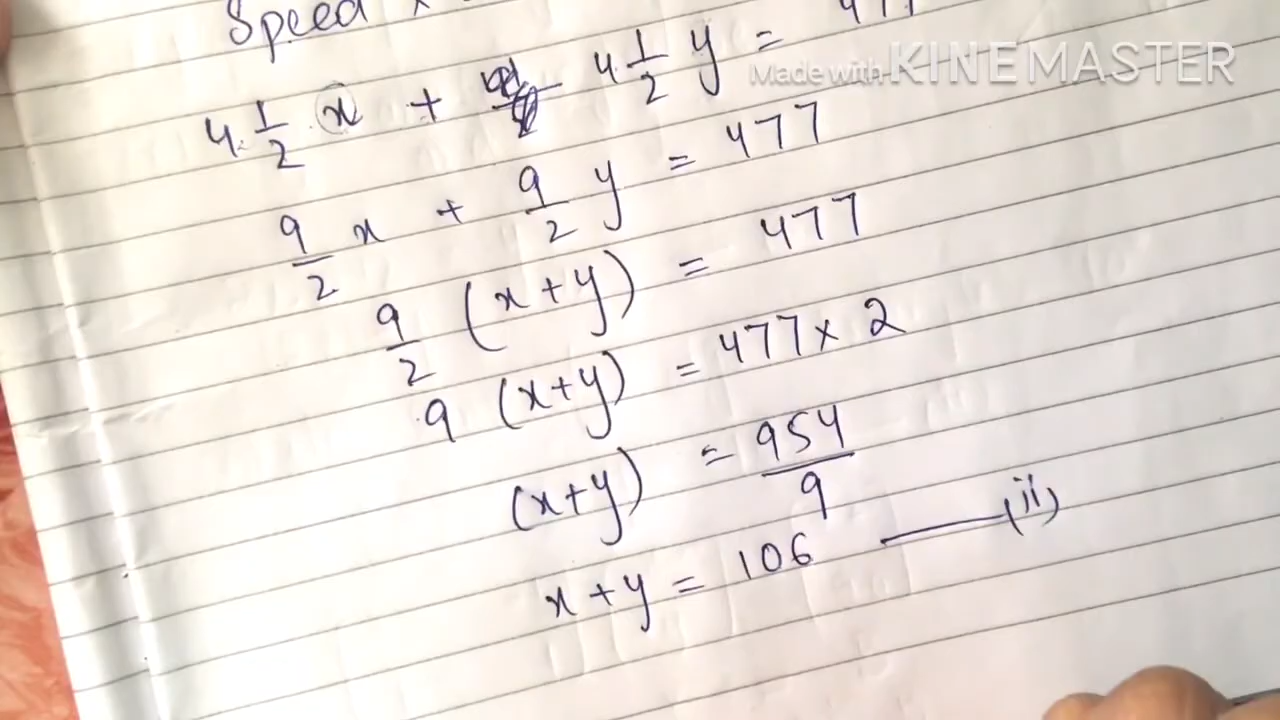 Speed x
4 1/2 x + 4 1/2 y = 477
Made with KINEMASTER
9/2 x + 9/2 y = 477
9/2 (x+y) = 477
9 (x+y) = 477 x 2
(x+y) = 954/9
x + y = 106 —— (ii)